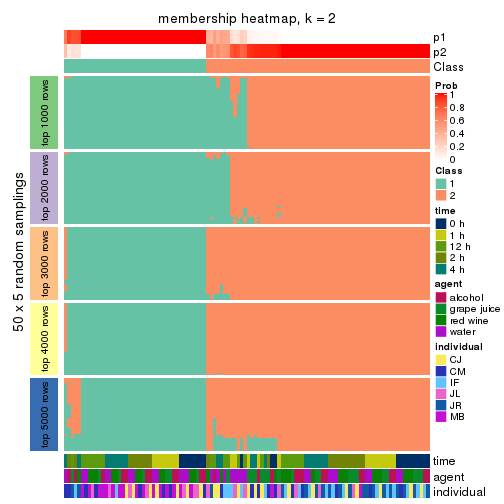 membership heatmap, k = 2
p1
p2
Class
50 x 5 random samplings
top 1000 rows
top 2000 rows
top 3000 rows
top 4000 rows
top 5000 rows
time
agent
individual
Prob
1
0.8
0.6
0.4
0.2
0
Class
1
2
time
0 h
1 h
12 h
2 h
4 h
agent
alcohol
grape juice
red wine
water
individual
CJ
CM
IF
JL
JR
MB